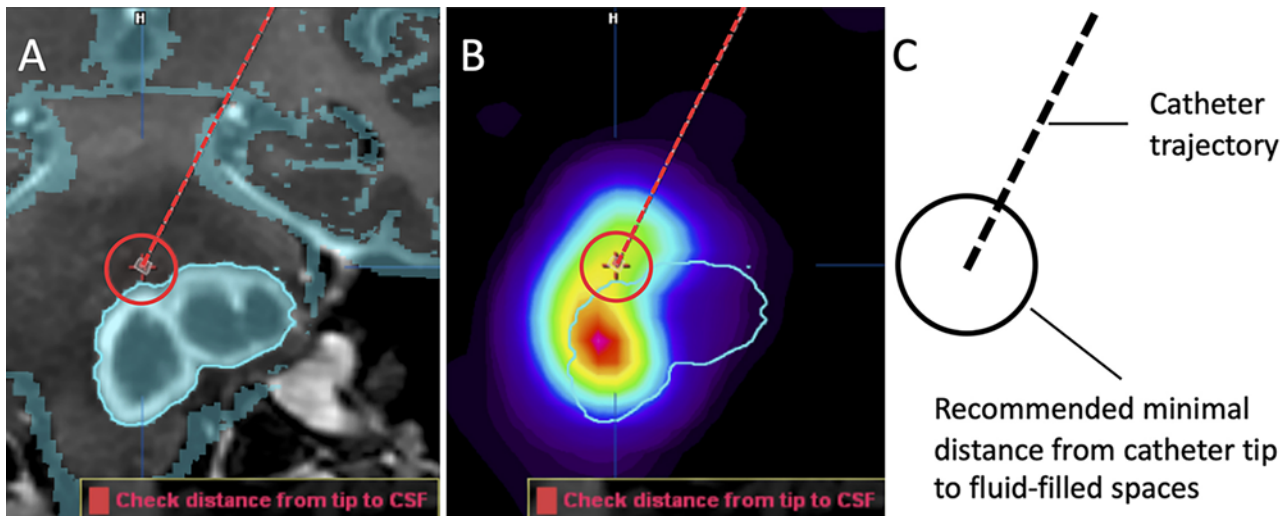 A
H
Check distance from tip to CSF
B
H
Check distance from tip to CSF
C
Catheter
trajectory
Recommended minimal
distance from catheter tip
to fluid-filled spaces